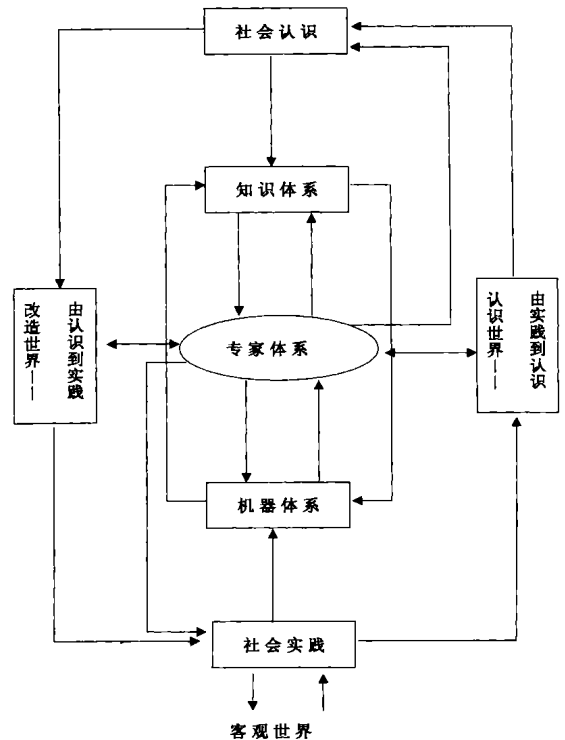 社会认识
知识体系
由认识到实践
改造世界——
专家体系
由实践到认识
认识世界——
机器体系
社会实践
客观世界